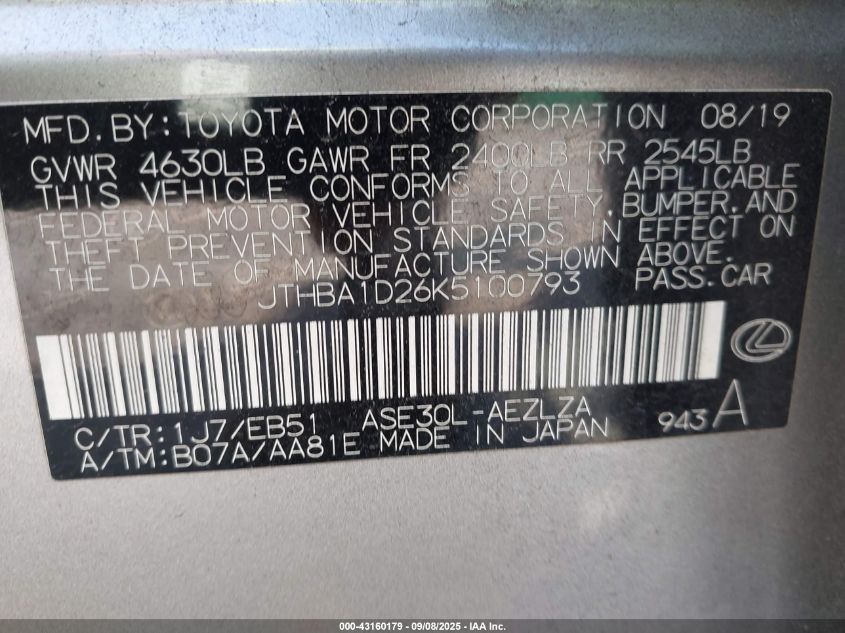 MFD. BY: TOYOTA MOTOR CORPORATION 08/19
GVWR 4630LB GAWR FR 2400LB RR 2545LB
THIS VEHICLE CONFORMS TO ALL APPLICABLE
FEDERAL MOTOR VEHICLE SAFETY, BUMPER, AND
THEFT PREVENTION STANDARDS IN EFFECT ON
THE DATE OF MANUFACTURE SHOWN ABOVE.
JTHBA1D26K5100793 PASS. CAR
C/TR: 1J7/EB51 ASE30L-AEZLZA 943 A
A/TM: B07A/AA81E MADE IN JAPAN
000-43160179 - 09/08/2025 - IAA Inc.